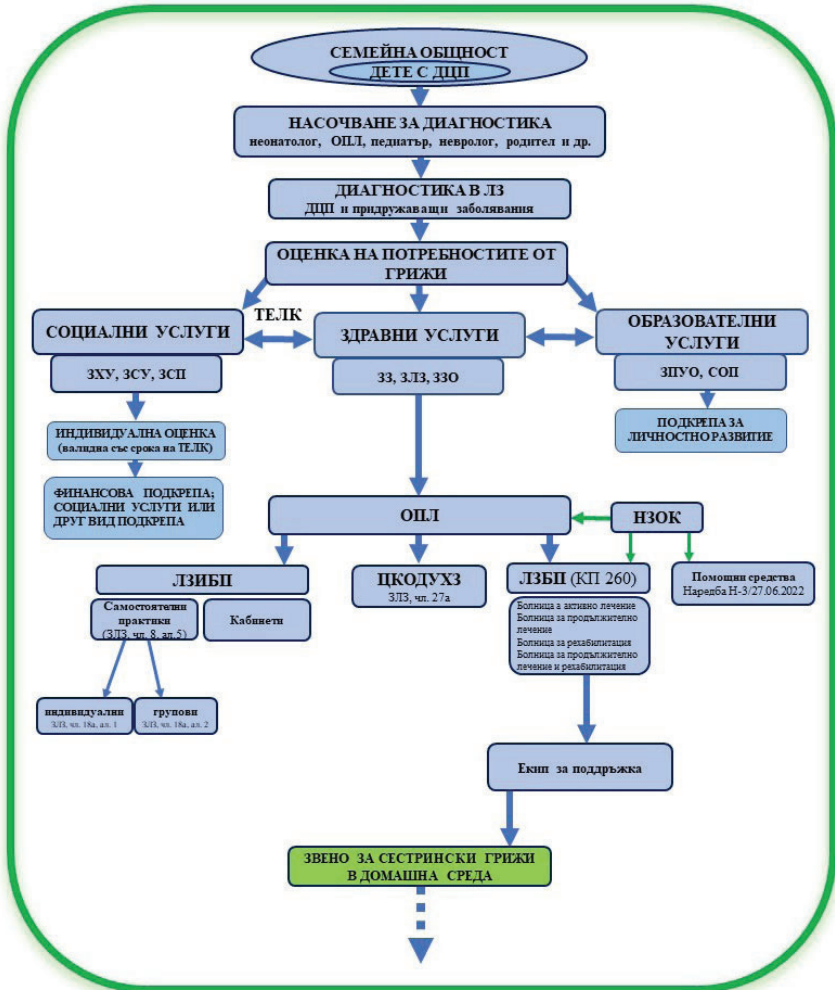 СЕМЕЙНА ОБЩНОСТ
ДЕТЕ С ДЦП
НАСОЧВАНЕ ЗА ДИАГНОСТИКА
неонатолог, ОПЛ, педиатър, невролог, родител и др.
ДИАГНОСТИКА В ЛЗ
ДЦП и придружаващи заболявания
ОЦЕНКА НА ПОТРЕБНОСТИТЕ ОТ
ГРИЖИ
СОЦИАЛНИ УСЛУГИ
ТЕЛК
ЗДРАВНИ УСЛУГИ
ОБРАЗОВАТЕЛНИ
УСЛУГИ
ЗХУ, ЗСУ, ЗСП
ЗЗ, ЗЛЗ, ЗЗО
ЗПУО, СОП
ИНДИВИДУАЛНА ОЦЕНКА
(валидна със срока на ТЕЛК)
ПОДКРЕПА ЗА
ЛИЧНОСТНО РАЗВИТИЕ
ФИНАНСОВА ПОДКРЕПА;
СОЦИАЛНИ УСЛУГИ ИЛИ
ДРУГ ВИД ПОДКРЕПА
ОПЛ
НЗОК
ЛЗИБП
ЦКОДУХЗ
ЗЛЗ, чл. 27а
ЛЗБП (КП 260)
Помощни средства
Наредба Н-3/27.06.2022
Самостоятелни
практики
(ЗЛЗ, чл. 8, ал.5)
Кабинети
Болница а активно лечение
Болница за продължително
лечение
Болница за рехабилитация
Болница за продължително
лечение и рехабилитация
индивидуални
ЗЛЗ, чл. 18а, ал. 1
групови
ЗЛЗ, чл. 18а, ал. 2
Екип за поддръжка
ЗВЕНО ЗА СЕСТРИНСКИ ГРИЖИ
В ДОМАШНА СРЕДА